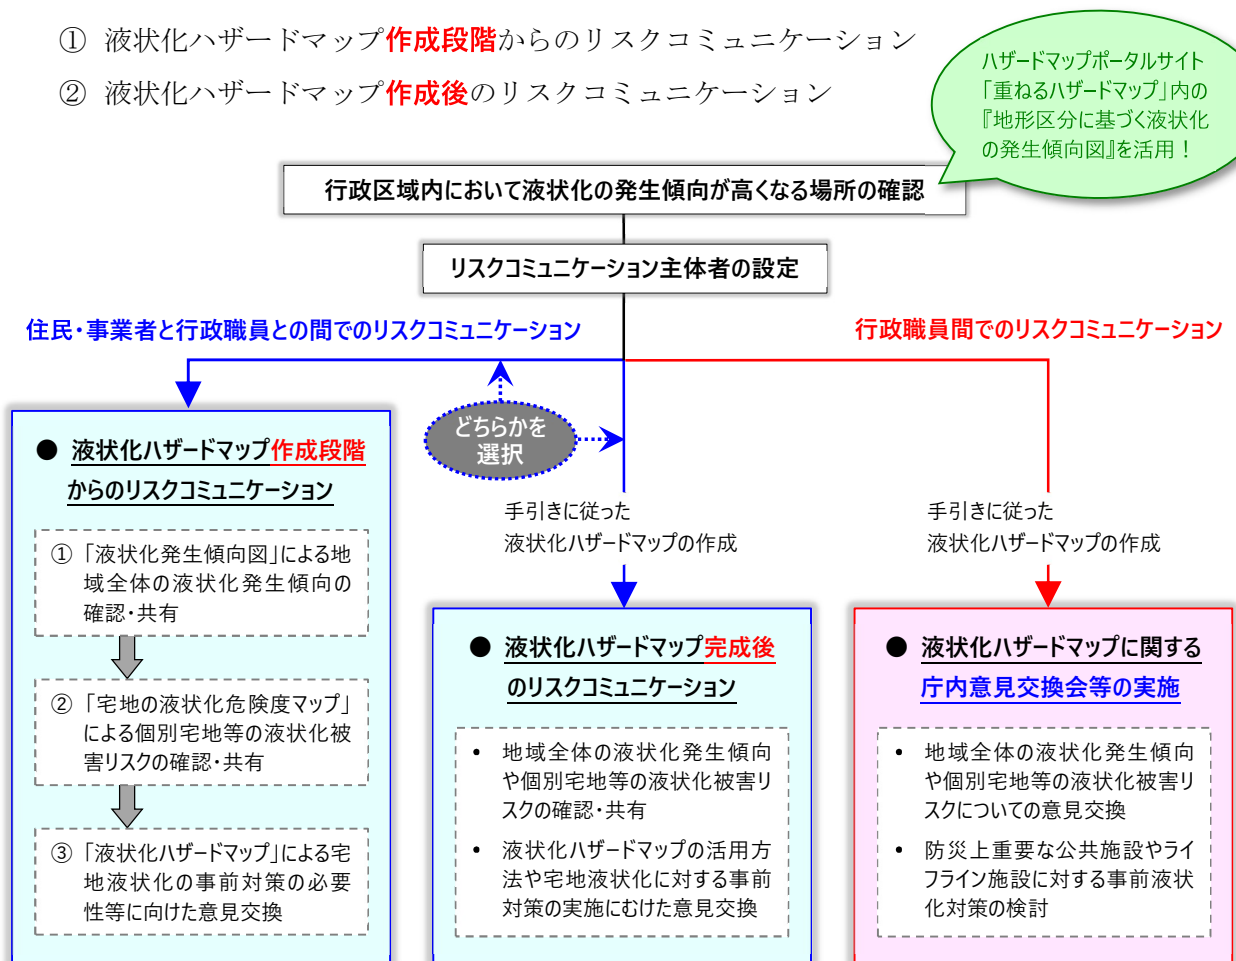 ① 液状化ハザードマップ作成段階からのリスクコミュニケーション
② 液状化ハザードマップ作成後のリスクコミュニケーション
ハザードマップポータルサイト
「重ねるハザードマップ」内の
『地形区分に基づく液状化
の発生傾向図』を活用！
行政区域内において液状化の発生傾向が高くなる場所の確認
リスクコミュニケーション主体者の設定
住民・事業者と行政職員との間でのリスクコミュニケーション
行政職員間でのリスクコミュニケーション
どちらかを
選択
● 液状化ハザードマップ作成段階
からのリスクコミュニケーション
① 「液状化発生傾向図」による地
域全体の液状化発生傾向の
確認・共有
② 「宅地の液状化危険度マップ」
による個別宅地等の液状化被
害リスクの確認・共有
③ 「液状化ハザードマップ」による宅
地液状化の事前対策の必要
性等に向けた意見交換
手引きに従った
液状化ハザードマップの作成
● 液状化ハザードマップ完成後
のリスクコミュニケーション
• 地域全体の液状化発生傾向
や個別宅地等の液状化被害リ
スクの確認・共有
• 液状化ハザードマップの活用方
法や宅地液状化に対する事前
対策の実施にむけた意見交換
手引きに従った
液状化ハザードマップの作成
● 液状化ハザードマップに関する
庁内意見交換会等の実施
• 地域全体の液状化発生傾向
や個別宅地等の液状化被害リ
スクについての意見交換
• 防災上重要な公共施設やライ
フライン施設に対する事前液状
化対策の検討